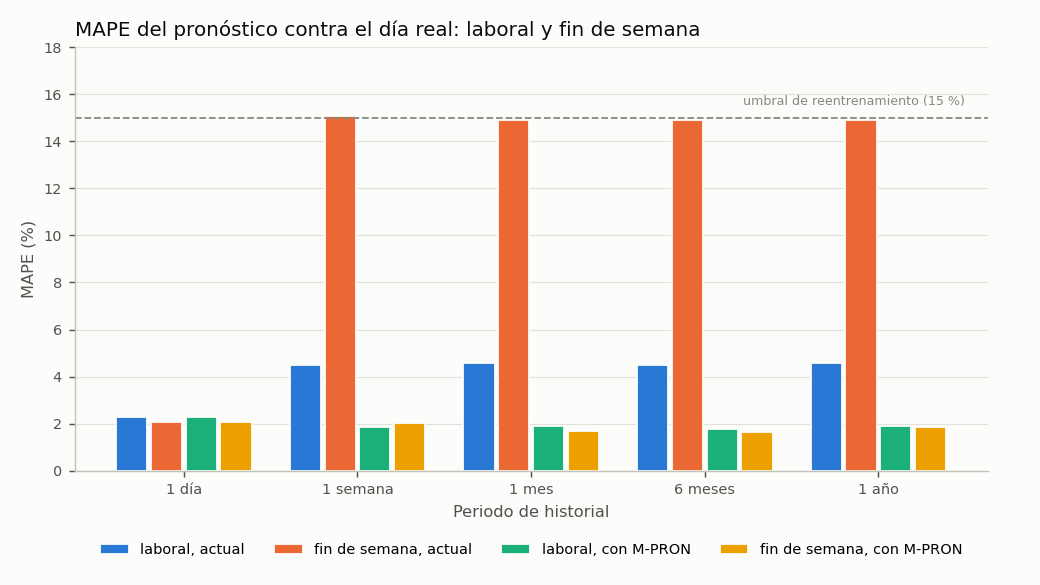 MAPE del pronóstico contra el día real: laboral y fin de semana
18
16
14
12
10
8
6
4
2
0
MAPE (%)
umbral de reentrenamiento (15 %)
1 día
1 semana
1 mes
6 meses
1 año
Periodo de historial
laboral, actual
fin de semana, actual
laboral, con M-PRON
fin de semana, con M-PRON